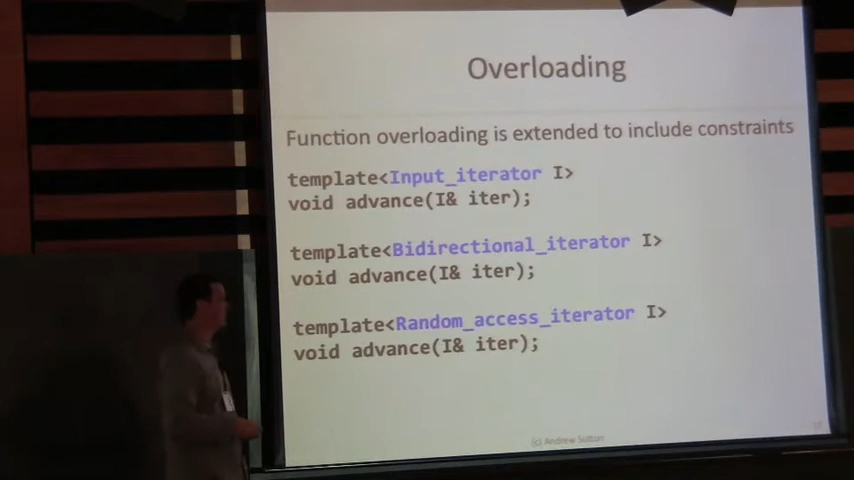 Overloading
Function overloading is extended to include constraints
template<Input_iterator I>
void advance(I& iter);
template<Bidirectional_iterator I>
void advance(I& iter);
template<Random_access_iterator I>
void advance(I& iter);
(c) Andrew Sutton